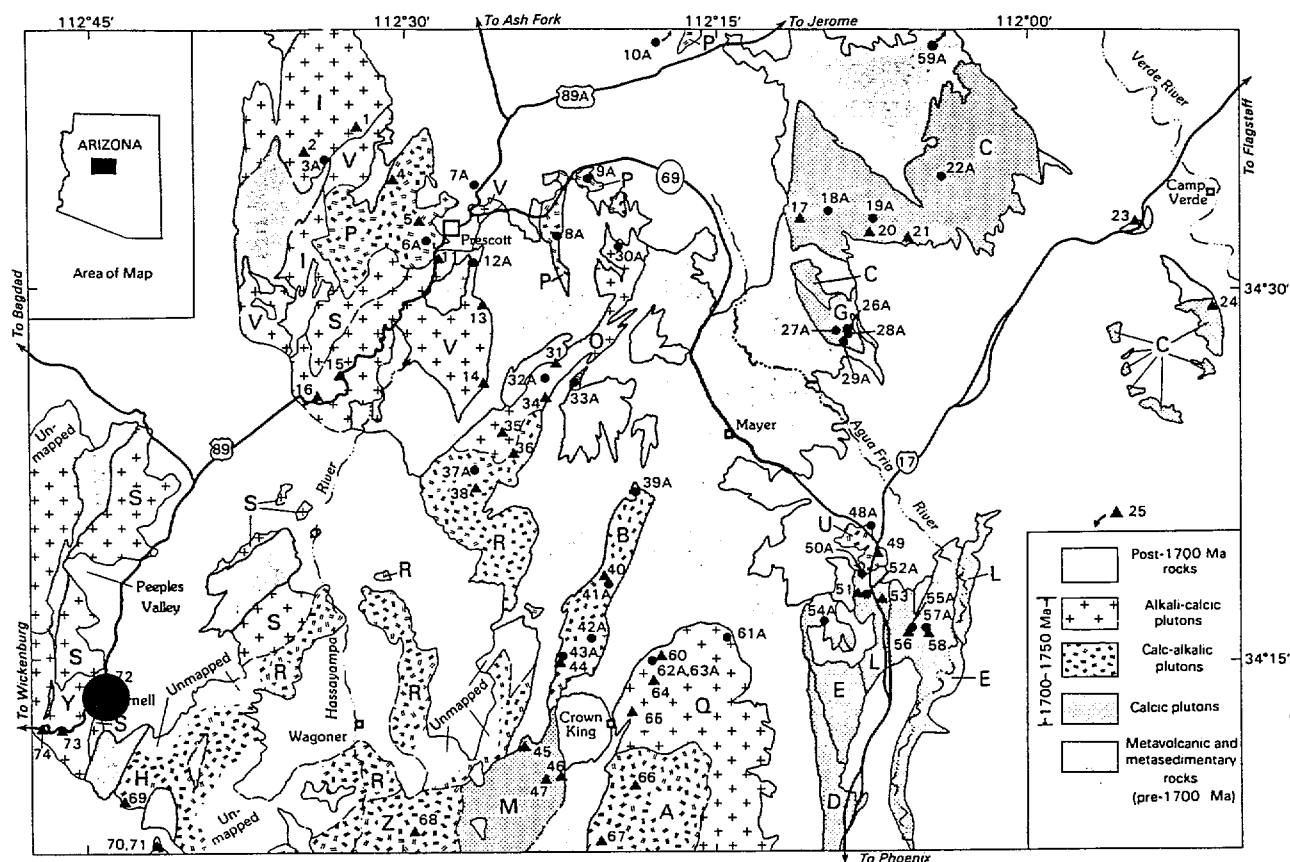 112°45'
112°30'
To Ash Fork
112°15'
To Jerome
112°00'
ARIZONA
Area of Map
To Bagdad
To Wickenburg
To Flagstaff
To Phoenix
34°30'
34°15'
89A
69
89
17
Verde River
Camp Verde
Prescott
Mayer
Agua Fria
River
River
Hassayampa
Peeples Valley
Wagoner
Crown King
Un-mapped
Unmapped
Unmapped
Un-mapped
I
V
P
I
V
S
V
V
P
P
P
O
C
C
G
C
S
S
S
S
S
Y
H
R
R
R
R
R
Z
B
M
Q
A
U
L
L
E
E
D
1
2
3A
4
5
6A
7A
8A
9A
10A
11
12A
13
14
15
16
17
18A
19A
20
21
22A
23
24
25
26A
27A
28A
29A
30A
31
32A
33A
34
35
36
37A
38
39A
40
41A
42A
43A
44
45
46
47
48A
49
50A
51
52A
53
54A
55A
56
57A
58
59A
60
61A
62A, 63A
64
65
66
67
68
69
70,71
72
73
74
1700-1750 Ma
Post-1700 Ma rocks
Alkali-calcic plutons
Calc-alkalic plutons
Calcic plutons
Metavolcanic and metasedimentary rocks
(pre-1700 Ma)